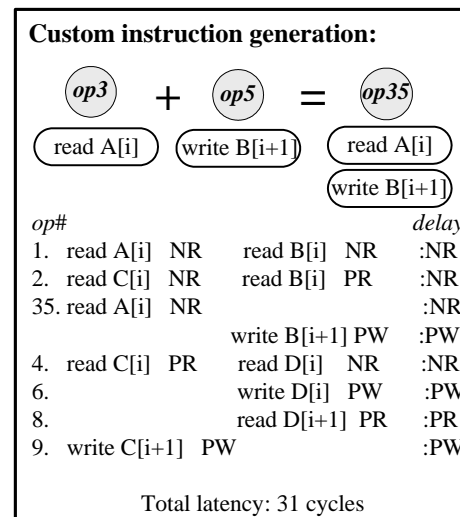 Custom instruction generation:
op3 + op5 = op35
read A[i] write B[i+1] read A[i]
write B[i+1]
op# delay
1. read A[i] NR read B[i] NR :NR
2. read C[i] NR read B[i] PR :NR
35. read A[i] NR :NR
write B[i+1] PW :PW
4. read C[i] PR read D[i] NR :NR
6. write D[i] PW :PW
8. read D[i+1] PR :PR
9. write C[i+1] PW :PW
Total latency: 31 cycles